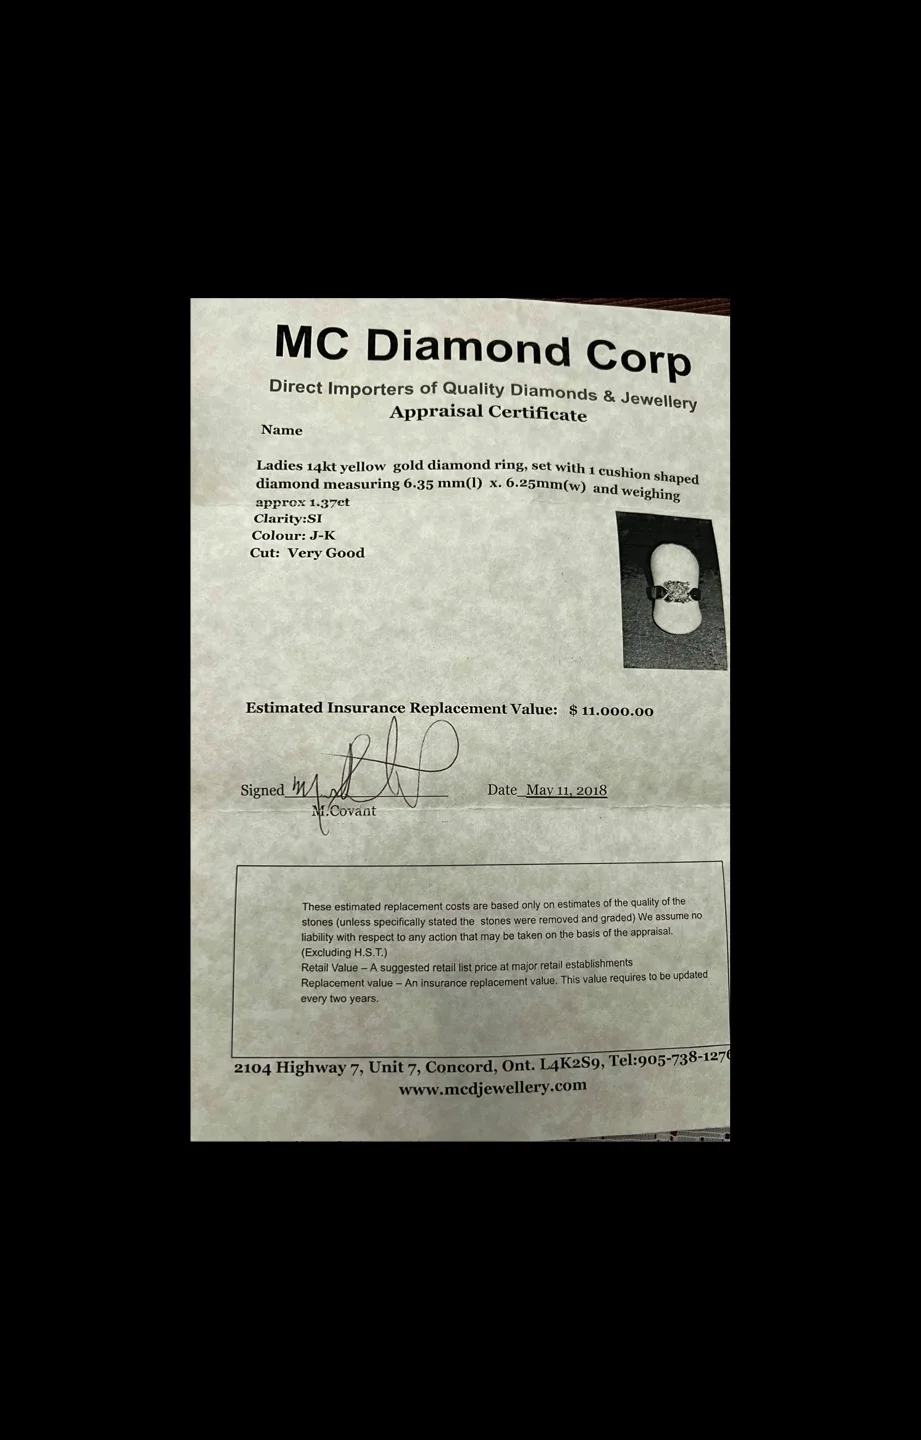 MC Diamond Corp
Direct Importers of Quality Diamonds & Jewellery
Appraisal Certificate
Name
Ladies 14kt yellow gold diamond ring, set with 1 cushion shaped
diamond measuring 6.35 mm(l) x. 6.25mm(w) and weighing
approx 1.37ct
Clarity:SI
Colour: J-K
Cut: Very Good
Estimated Insurance Replacement Value: $ 11.000.00
Signed Date May 11, 2018
M.Covant
These estimated replacement costs are based only on estimates of the quality of the
stones (unless specifically stated the stones were removed and graded) We assume no
liability with respect to any action that may be taken on the basis of the appraisal.
(Excluding H.S.T.)
Retail Value – A suggested retail list price at major retail establishments
Replacement value – An insurance replacement value. This value requires to be updated
every two years.
2104 Highway 7, Unit 7, Concord, Ont. L4K2S9, Tel:905-738-127
www.mcdjewellery.com